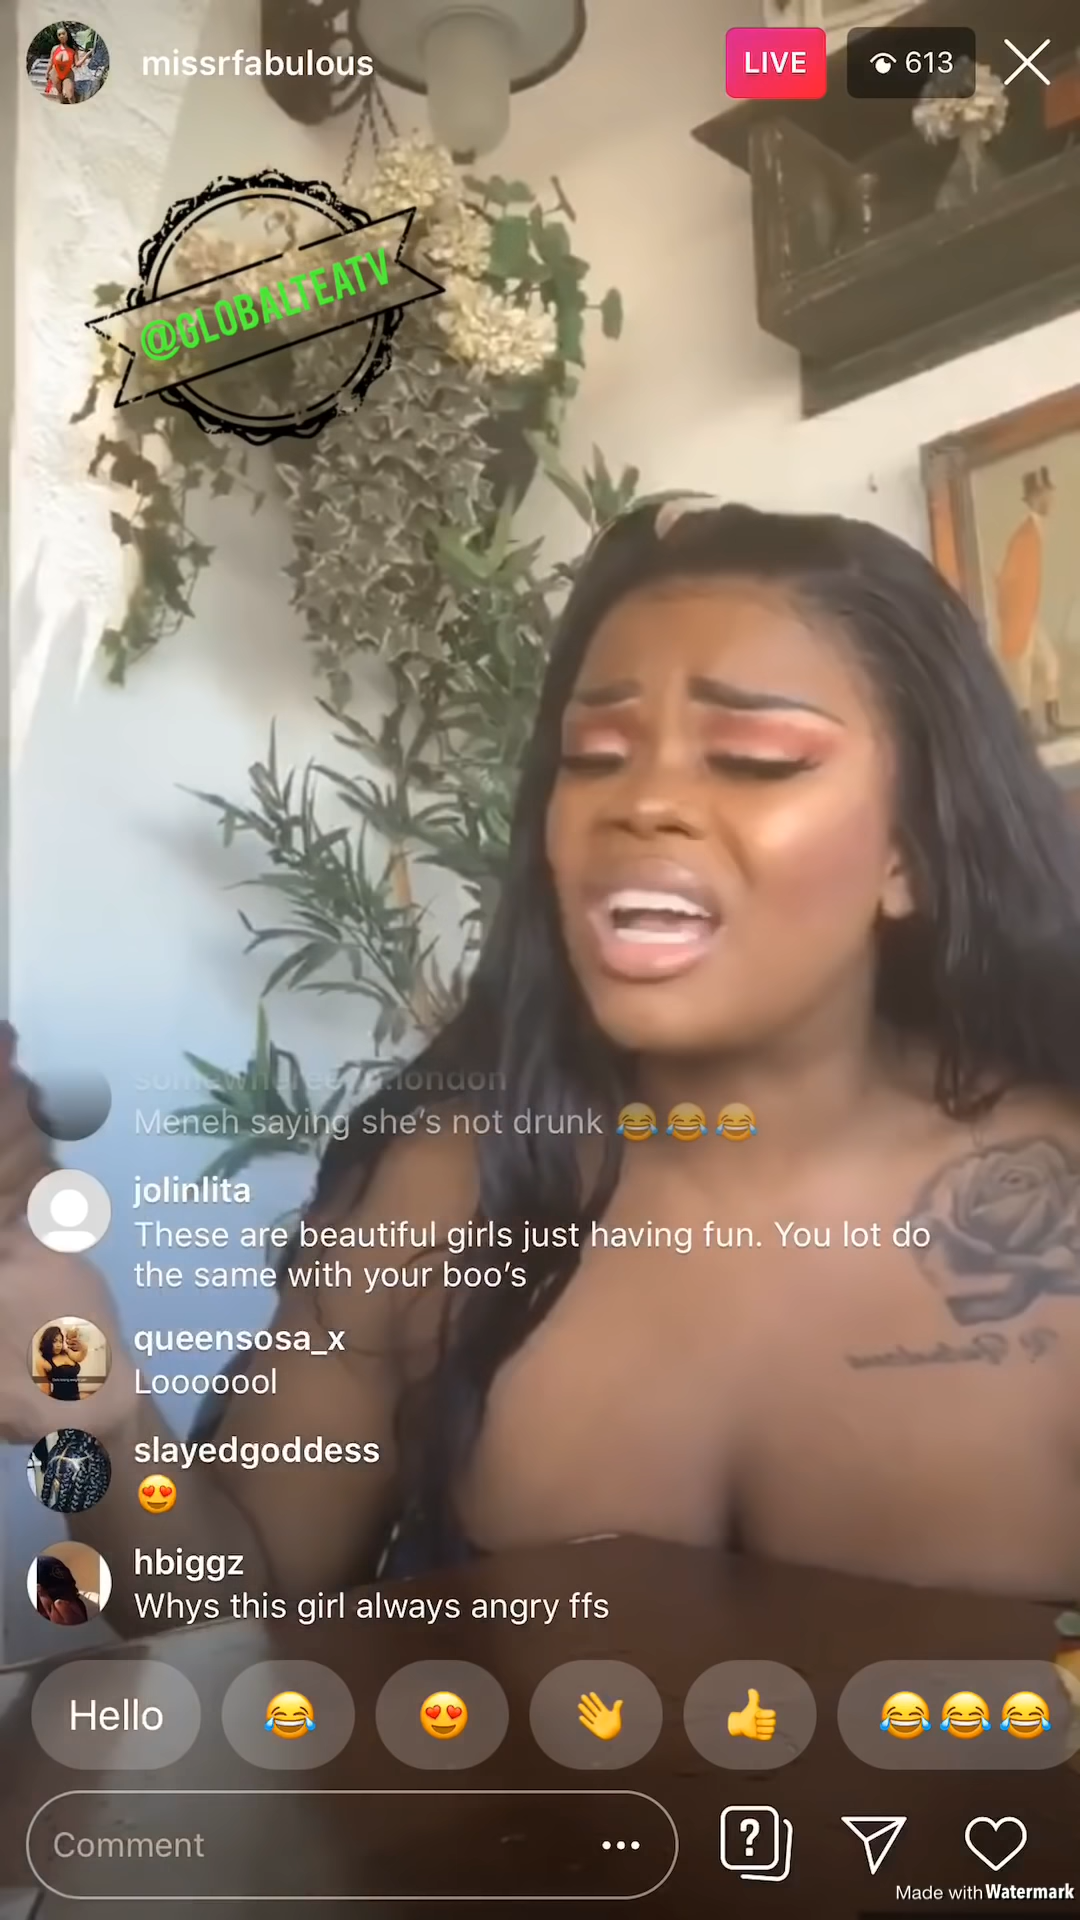 missrfabulous
LIVE
613
@GLOBALTEATV
Meneh saying she’s not drunk 😂😂😂
jolinlita
These are beautiful girls just having fun. You lot do
the same with your boo’s
queensosa_x
Looooool
slayedgoddess
😍
hbiggz
Whys this girl always angry ffs
Hello 😂 😍 👋 👍 😂😂😂
Comment
Made with Watermark